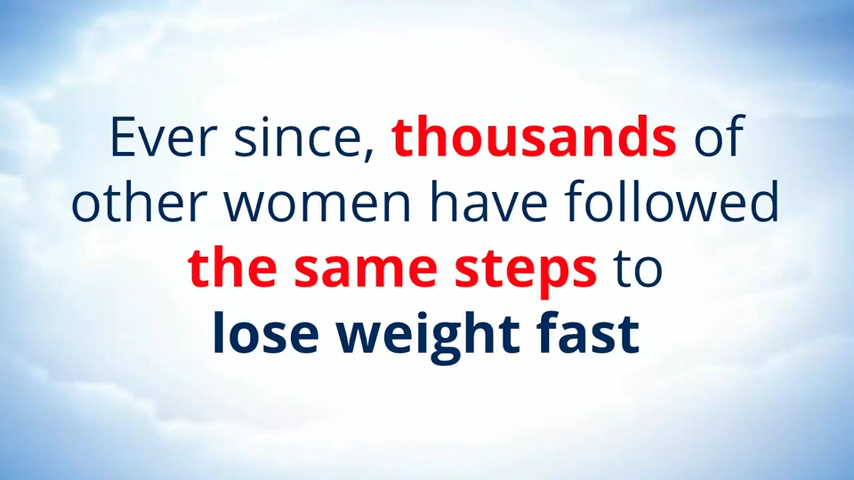 Ever since, thousands of
other women have followed
the same steps to
lose weight fast